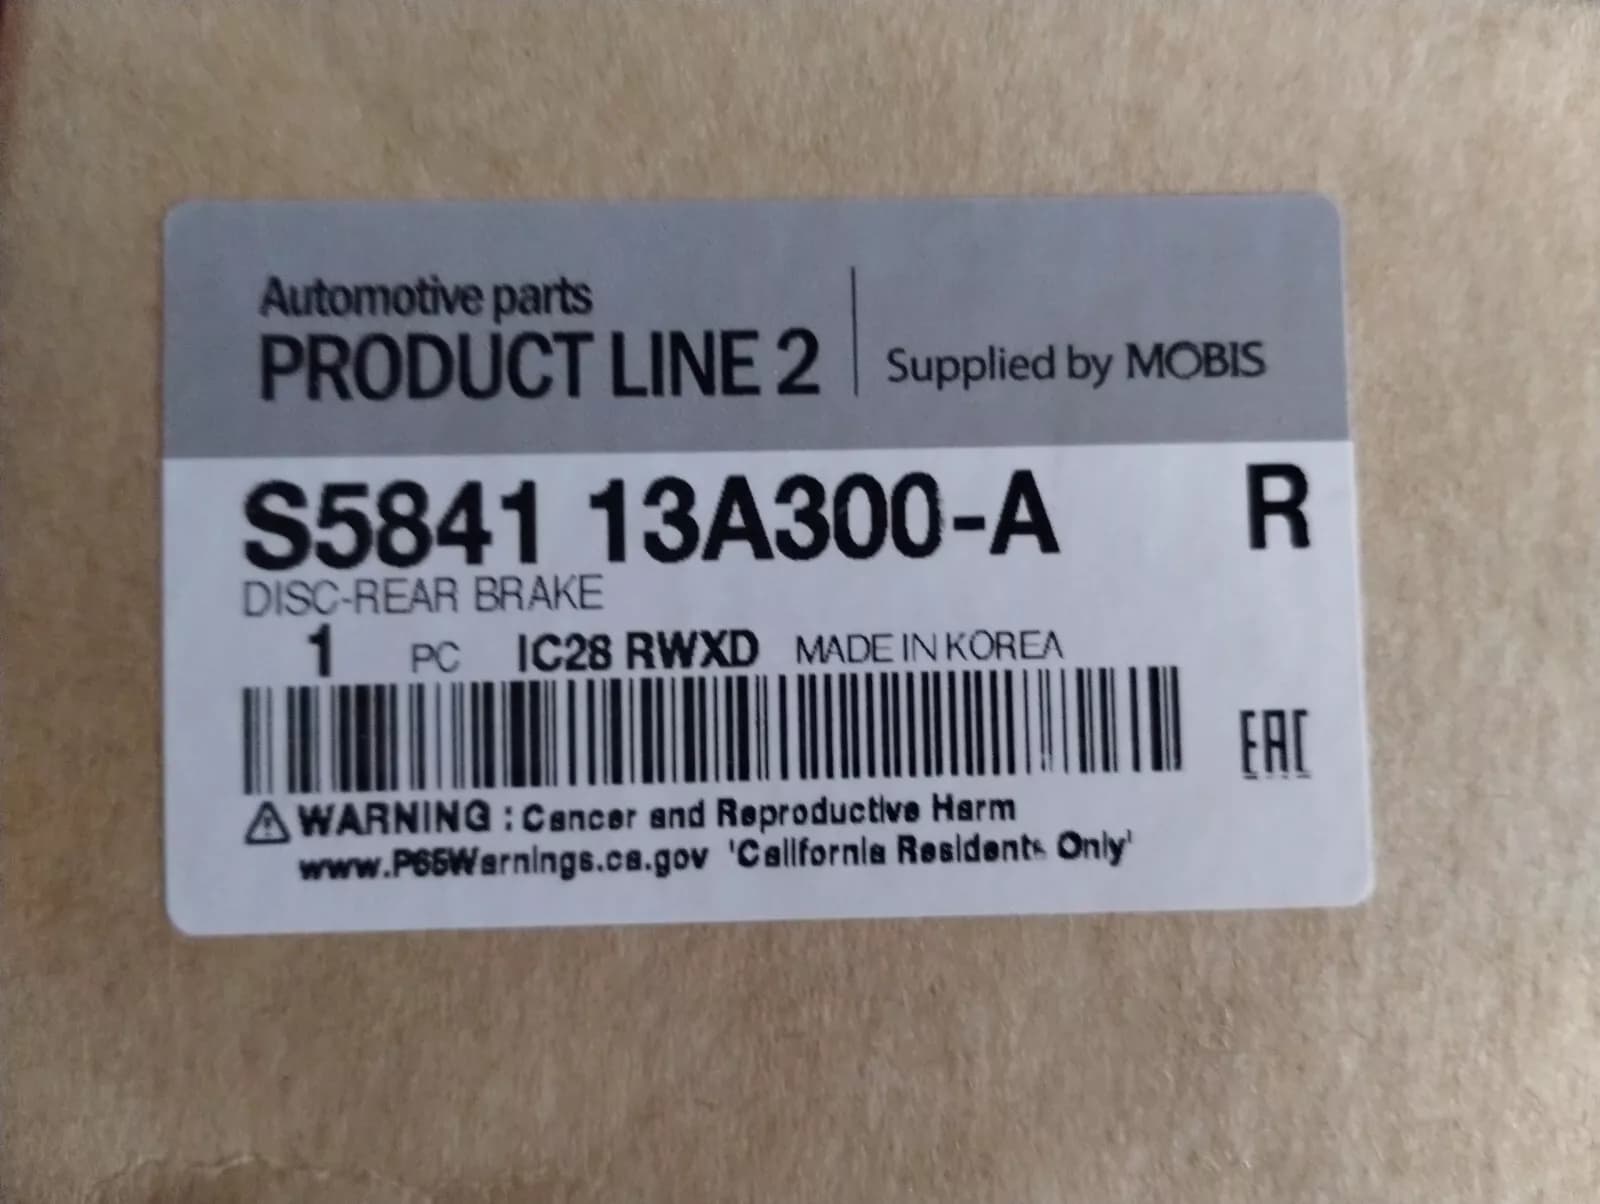 Automotive parts
PRODUCT LINE 2
Supplied by MOBIS
S5841 13A300-A R
DISC-REAR BRAKE
1 PC IC28 RWXD MADE IN KOREA
EAC
WARNING : Cancer and Reproductive Harm
www.P65Warnings.ca.gov 'California Residents Only'